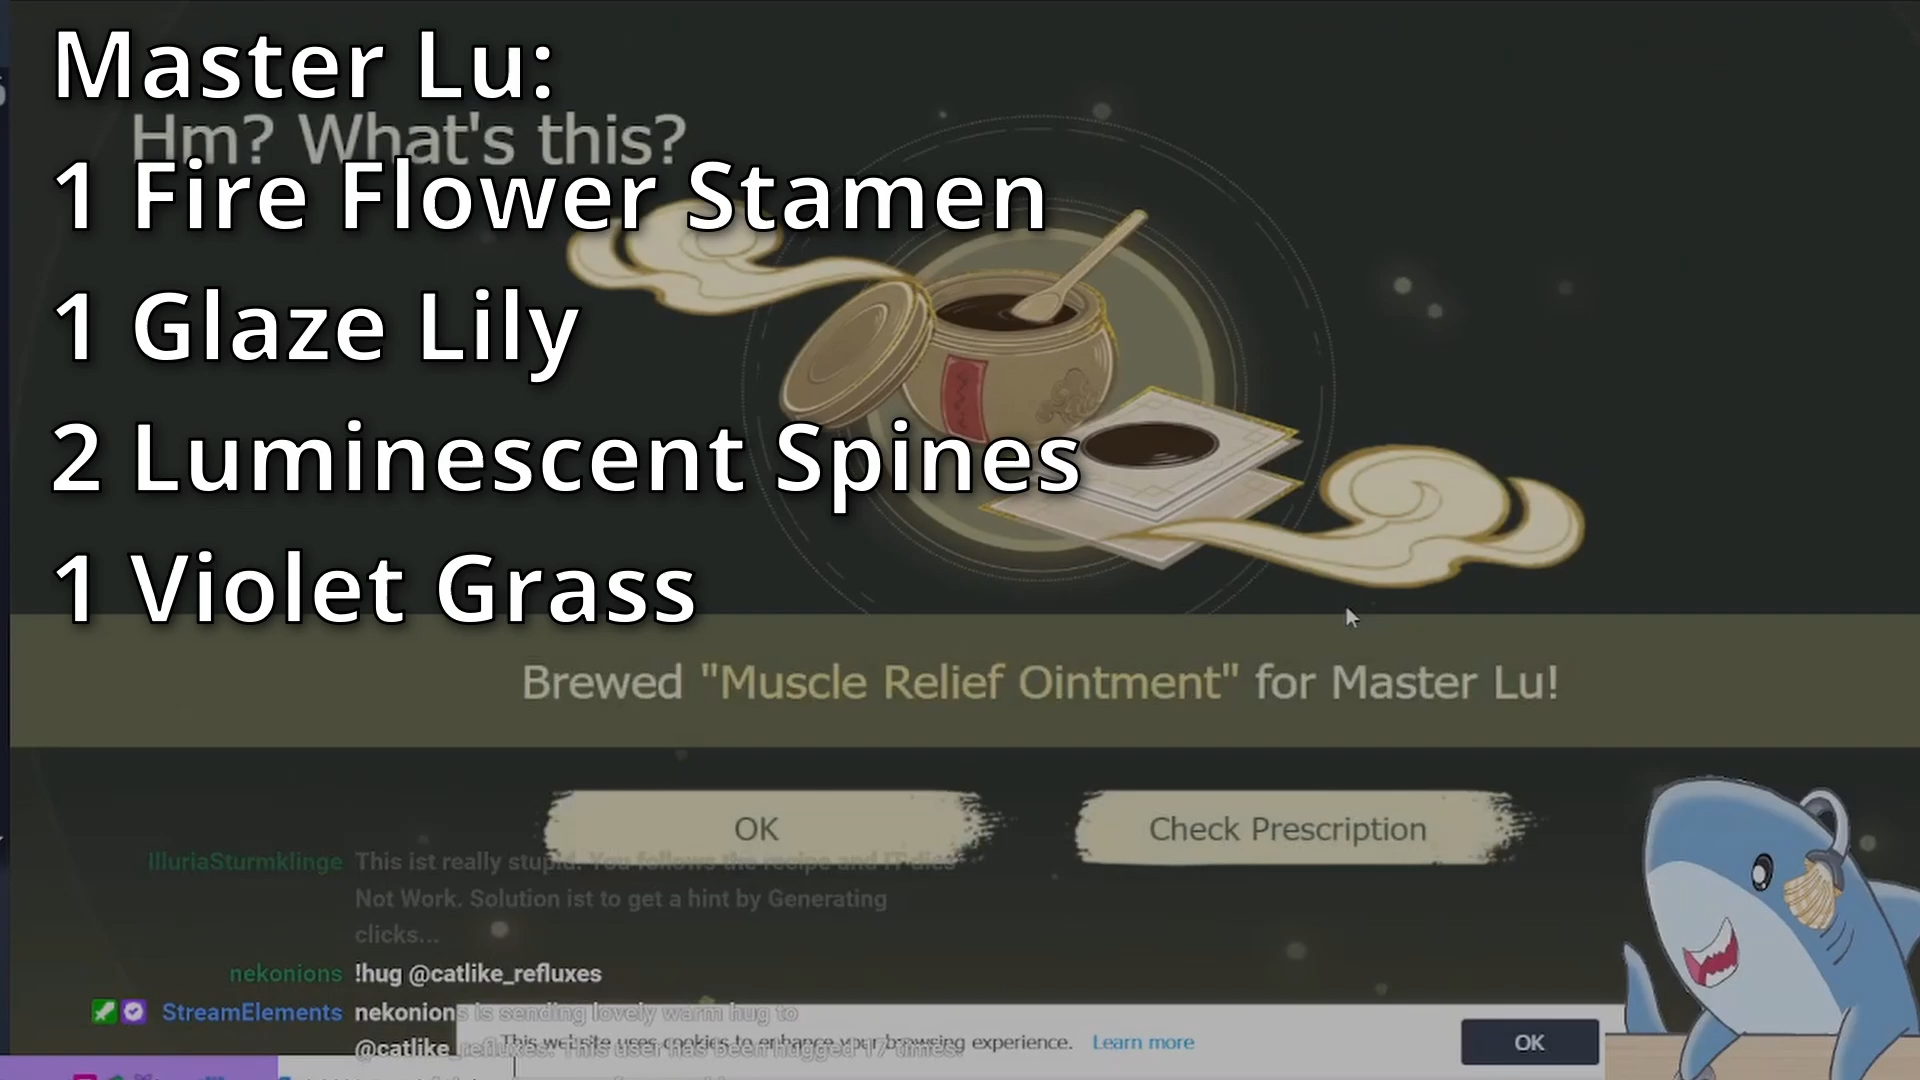 Master Lu:
Hm? What's this?
1 Fire Flower Stamen
1 Glaze Lily
2 Luminescent Spines
1 Violet Grass
Brewed "Muscle Relief Ointment" for Master Lu!
OK
Check Prescription
IlluriaSturmklinge This ist really stupid. You follows the recipe and IT dies
Not Work. Solution ist to get a hint by Generating
clicks...
nekonions !hug @catlike_refluxes
StreamElements nekonions is sending lovely warm hug to
@catlike_refluxes. This user has been hugged 17 times.
This website uses cookies to enhance your browsing experience. Learn more
OK